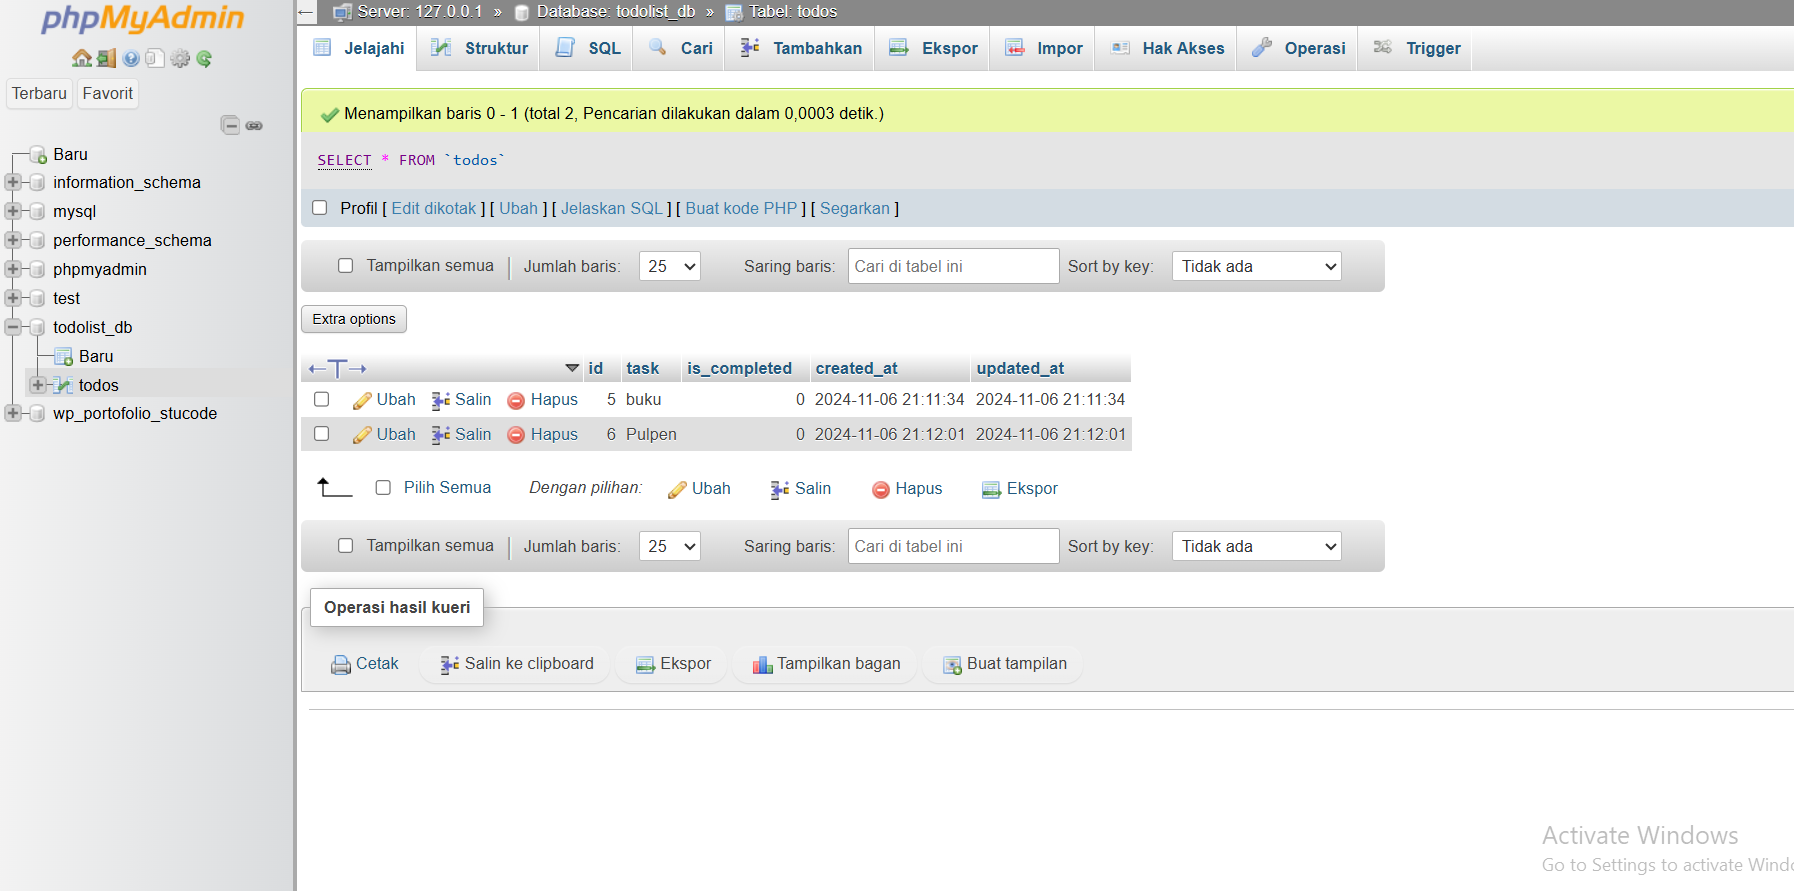 phpMyAdmin
Terbaru Favorit
Baru
information_schema
mysql
performance_schema
phpmyadmin
test
todolist_db
Baru
todos
wp_portofolio_stucode
Server: 127.0.0.1 » Database: todolist_db » Tabel: todos
Jelajahi Struktur SQL Cari Tambahkan Ekspor Impor Hak Akses Operasi Trigger
Menampilkan baris 0 - 1 (total 2, Pencarian dilakukan dalam 0,0003 detik.)
SELECT * FROM `todos`
Profil [ Edit dikotak ] [ Ubah ] [ Jelaskan SQL ] [ Buat kode PHP ] [ Segarkan ]
Tampilkan semua | Jumlah baris: 25 Saring baris: Cari di tabel ini Sort by key: Tidak ada
Extra options
←T→ id task is_completed created_at updated_at
Ubah Salin Hapus 5 buku 0 2024-11-06 21:11:34 2024-11-06 21:11:34
Ubah Salin Hapus 6 Pulpen 0 2024-11-06 21:12:01 2024-11-06 21:12:01
Pilih Semua Dengan pilihan: Ubah Salin Hapus Ekspor
Tampilkan semua | Jumlah baris: 25 Saring baris: Cari di tabel ini Sort by key: Tidak ada
Operasi hasil kueri
Cetak Salin ke clipboard Ekspor Tampilkan bagan Buat tampilan
Activate Windows
Go to Settings to activate Wind